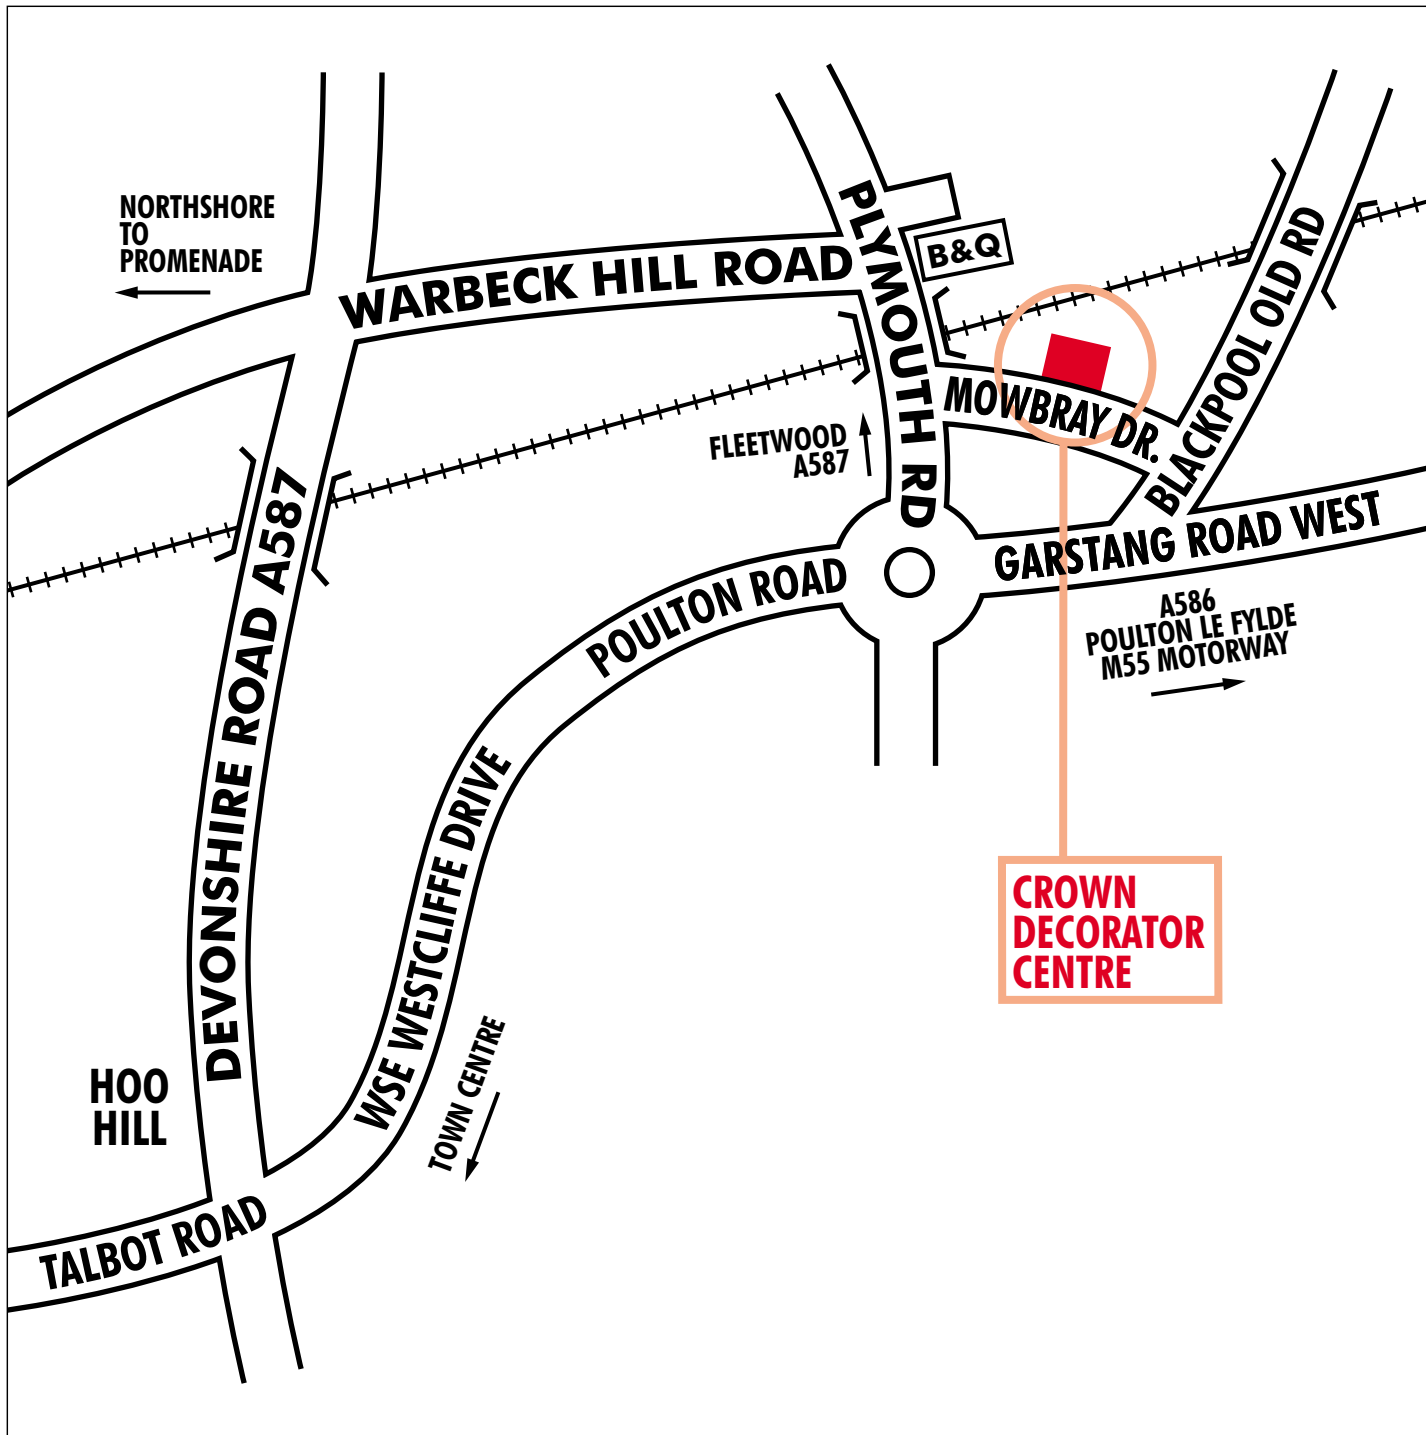 NORTHSHORE
TO
PROMENADE
WARBECK HILL ROAD
PLYMOUTH RD
B&Q
BLACKPOOL OLD RD
MOWBRAY DR.
FLEETWOOD
A587
DEVONSHIRE ROAD A587
GARSTANG ROAD WEST
POULTON ROAD
A586
POULTON LE FYLDE
M55 MOTORWAY
WSE WESTCLIFFE DRIVE
CROWN
DECORATOR
CENTRE
TOWN CENTRE
HOO
HILL
TALBOT ROAD